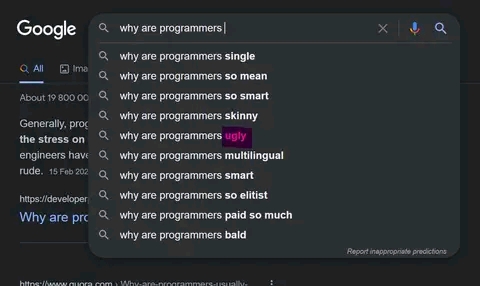 Google
why are programmers
All
Ima
why are programmers single
why are programmers so mean
About 19 800 00
why are programmers so smart
why are programmers skinny
Generally, prog
why are programmers ugly
the stress on
engineers have
why are programmers multilingual
rude. 15 Feb 202
why are programmers smart
why are programmers so elitist
https://develope
why are programmers paid so much
Why are pro
why are programmers bald
Report inappropriate predictions
https://www.quora.com › Why-are-programmers-usually-